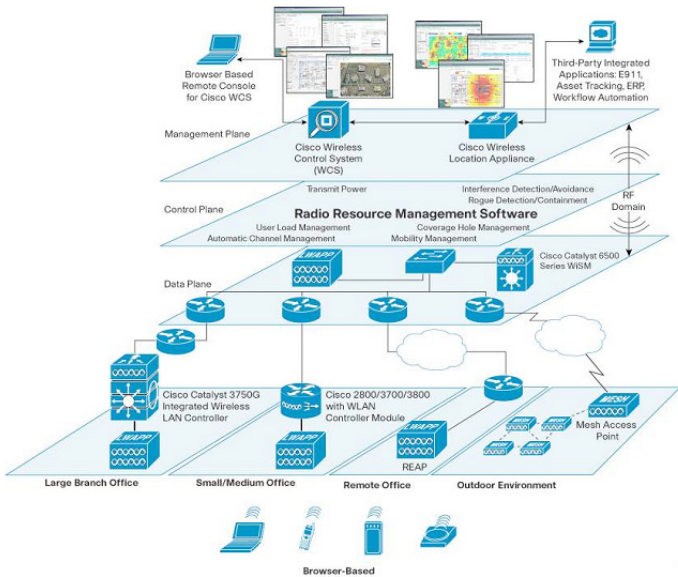 Browser Based
Remote Console
for Cisco WCS
Third-Party Integrated
Applications: E911,
Asset Tracking, ERP,
Workflow Automation
Management Plane
Cisco Wireless
Control System
(WCS)
Cisco Wireless
Location Appliance
Control Plane
Transmit Power
Interference Detection/Avoidance
Rogue Detection/Containment
Radio Resource Management Software
User Load Management
Coverage Hole Management
Automatic Channel Management
Mobility Management
RF
Domain
Data Plane
LWAPP
Cisco Catalyst 6500
Series WiSM
Cisco Catalyst 3750G
Integrated Wireless
LAN Controller
Cisco 2800/3700/3800
with WLAN
Controller Module
MESH
Mesh Access
Point
MESH
MESH
MESH
MESH
LWAPP
LWAPP
LWAPP
REAP
Large Branch Office
Small/Medium Office
Remote Office
Outdoor Environment
Browser-Based